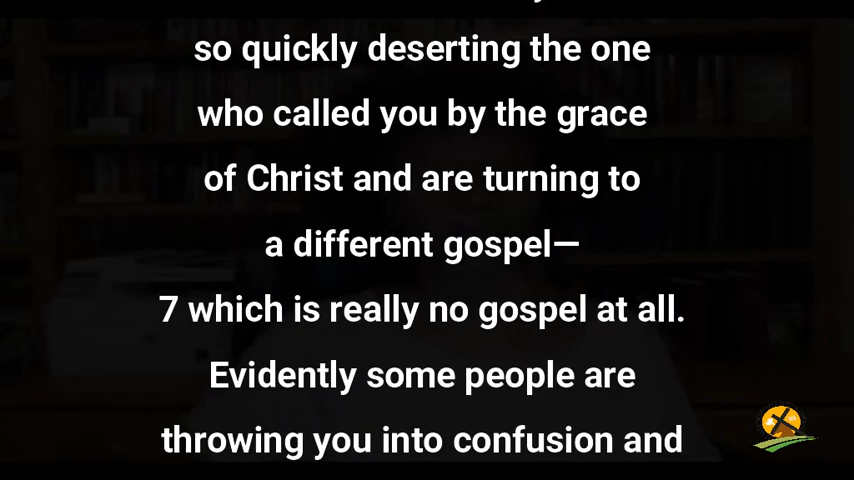 so quickly deserting the one
who called you by the grace
of Christ and are turning to
a different gospel—
7 which is really no gospel at all.
Evidently some people are
throwing you into confusion and